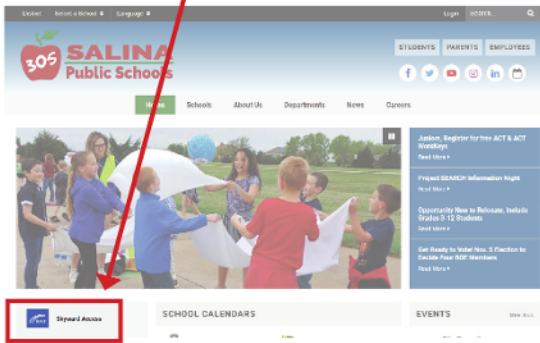 District Select a School Language
Login SEARCH...
305
SALINA
Public Schools
STUDENTS PARENTS EMPLOYEES
Home Schools About Us Departments News Careers
Juniors, Register for free ACT & ACT
WorkKeys
Read More
Project SEARCH Information Night
Read More
Opportunity Now to Relocate, Include
Grades 9-12 Students
Read More
Get Ready to Vote! Nov. 5 Election to
Decide Four BOE Members
Read More
Skyward Access
SCHOOL CALENDARS
EVENTS